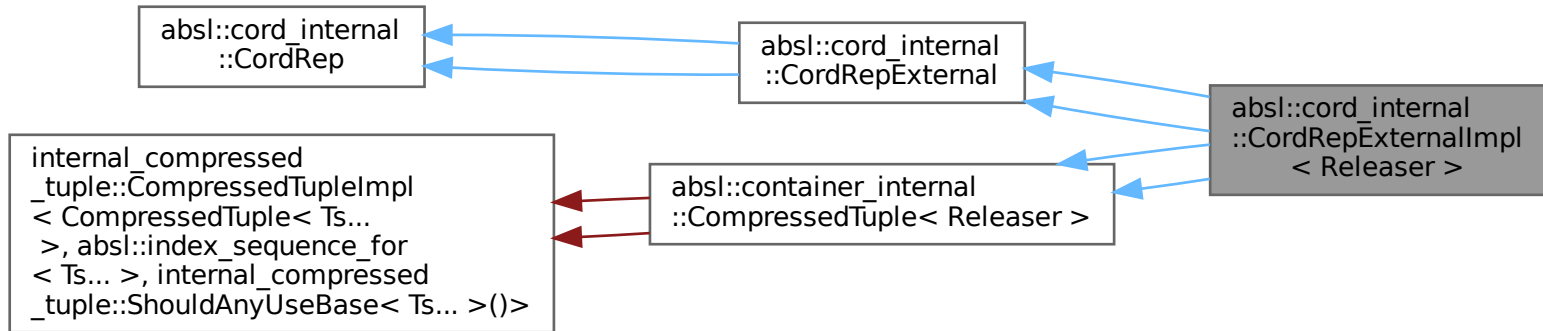 absl::cord_internal
::CordRep
absl::cord_internal
::CordRepExternal
absl::cord_internal
::CordRepExternalImpl
< Releaser >
internal_compressed
_tuple::CompressedTupleImpl
< CompressedTuple< Ts...
>, absl::index_sequence_for
< Ts... >, internal_compressed
_tuple::ShouldAnyUseBase< Ts... >()>
absl::container_internal
::CompressedTuple< Releaser >